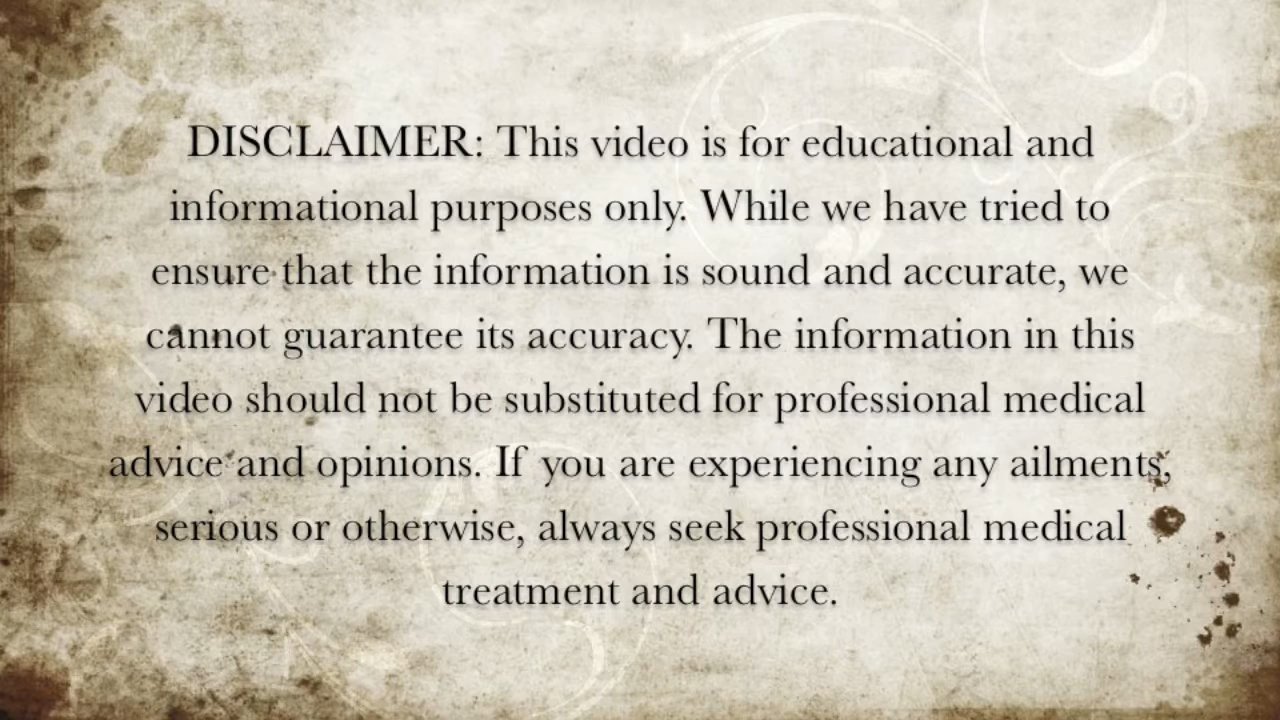 DISCLAIMER: This video is for educational and
informational purposes only. While we have tried to
ensure that the information is sound and accurate, we
cannot guarantee its accuracy. The information in this
video should not be substituted for professional medical
advice and opinions. If you are experiencing any ailments,
serious or otherwise, always seek professional medical
treatment and advice.